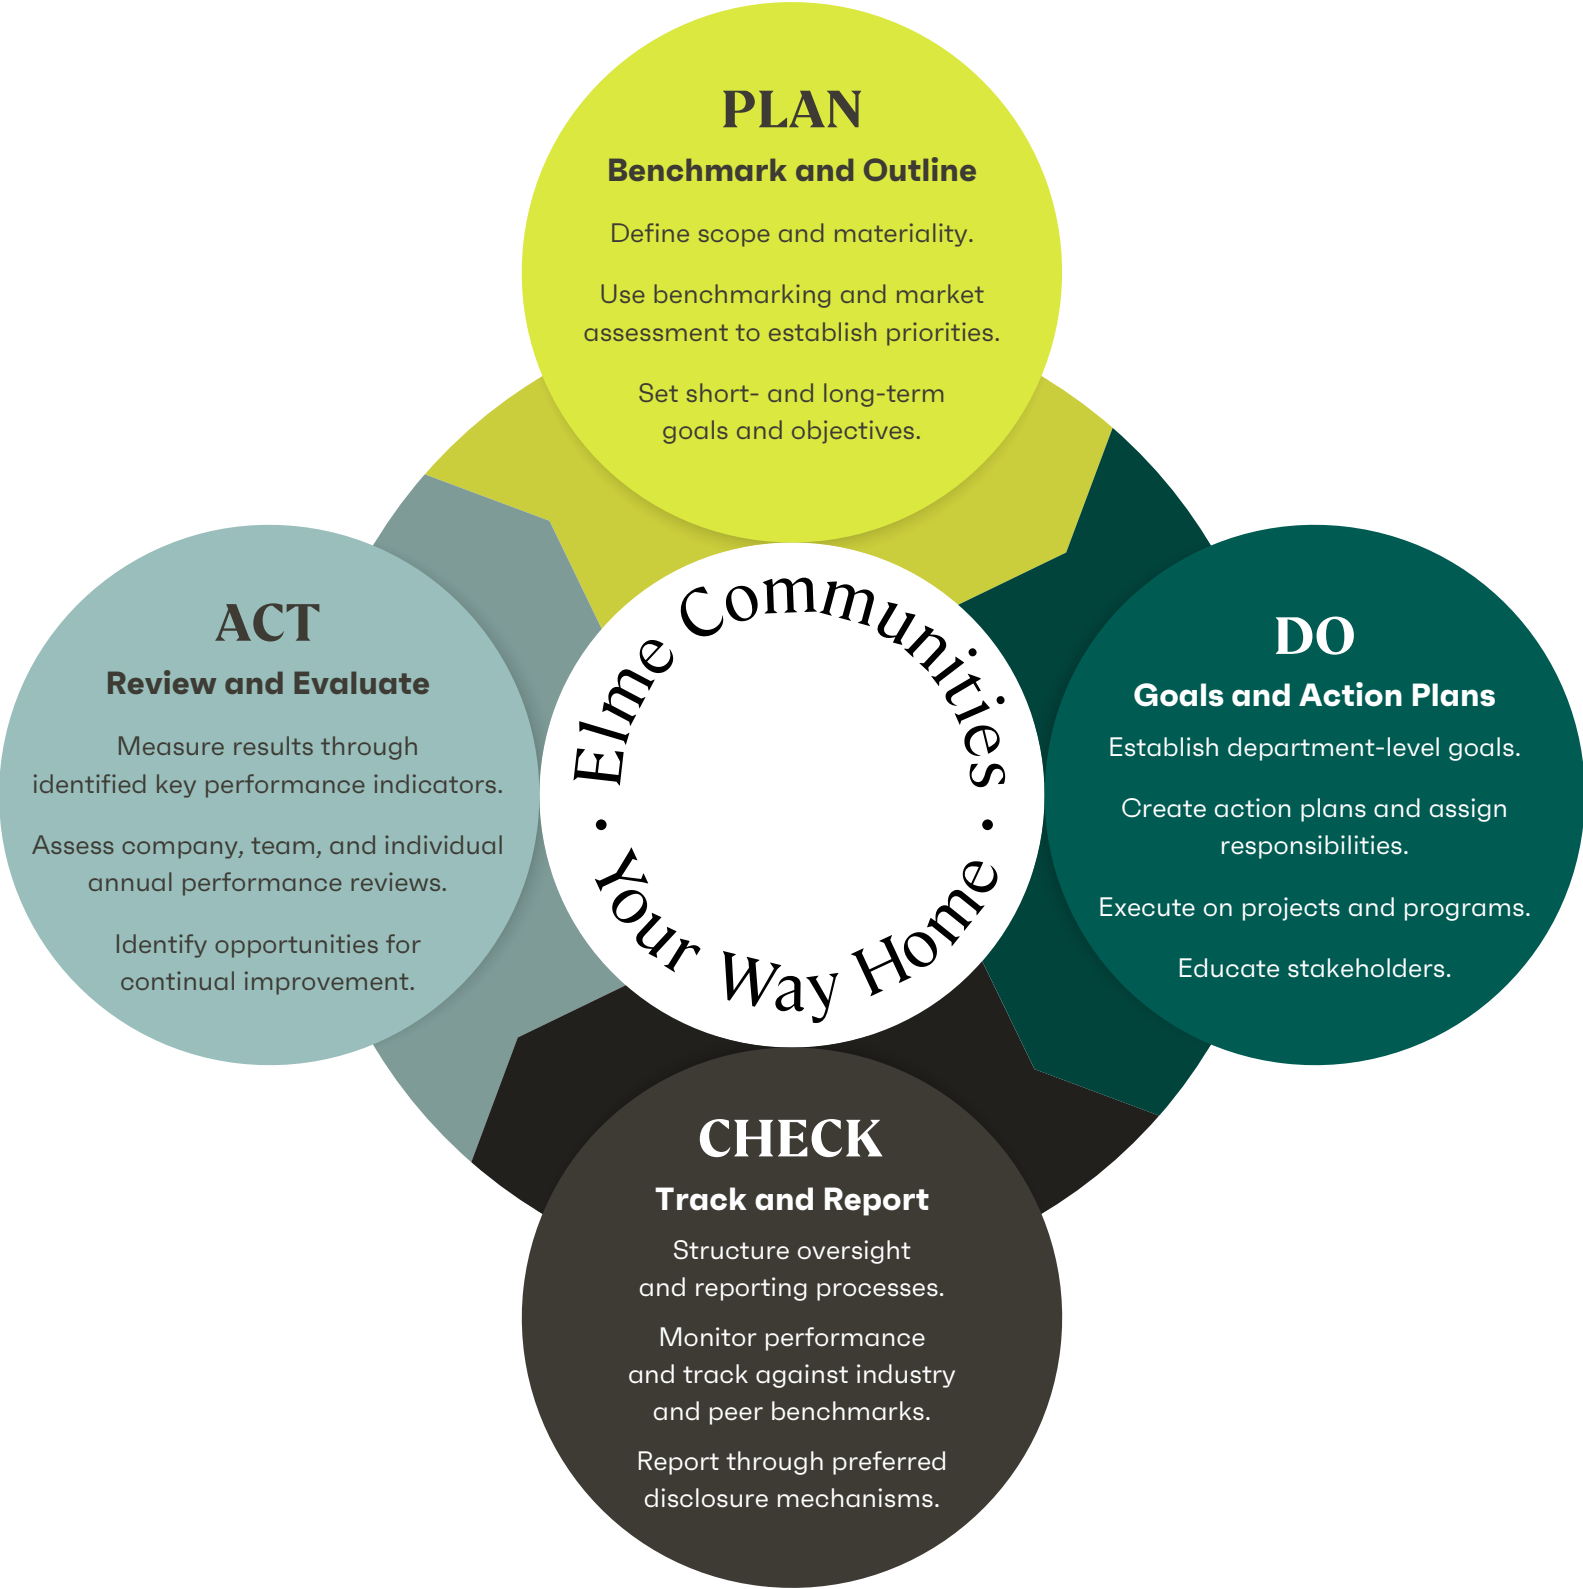 PLAN
Benchmark and Outline
Define scope and materiality.
Use benchmarking and market
assessment to establish priorities.
Set short- and long-term
goals and objectives.
DO
Goals and Action Plans
Establish department-level goals.
Create action plans and assign
responsibilities.
Execute on projects and programs.
Educate stakeholders.
CHECK
Track and Report
Structure oversight
and reporting processes.
Monitor performance
and track against industry
and peer benchmarks.
Report through preferred
disclosure mechanisms.
ACT
Review and Evaluate
Measure results through
identified key performance indicators.
Assess company, team, and individual
annual performance reviews.
Identify opportunities for
continual improvement.
Elme Communities •
Your Way Home •